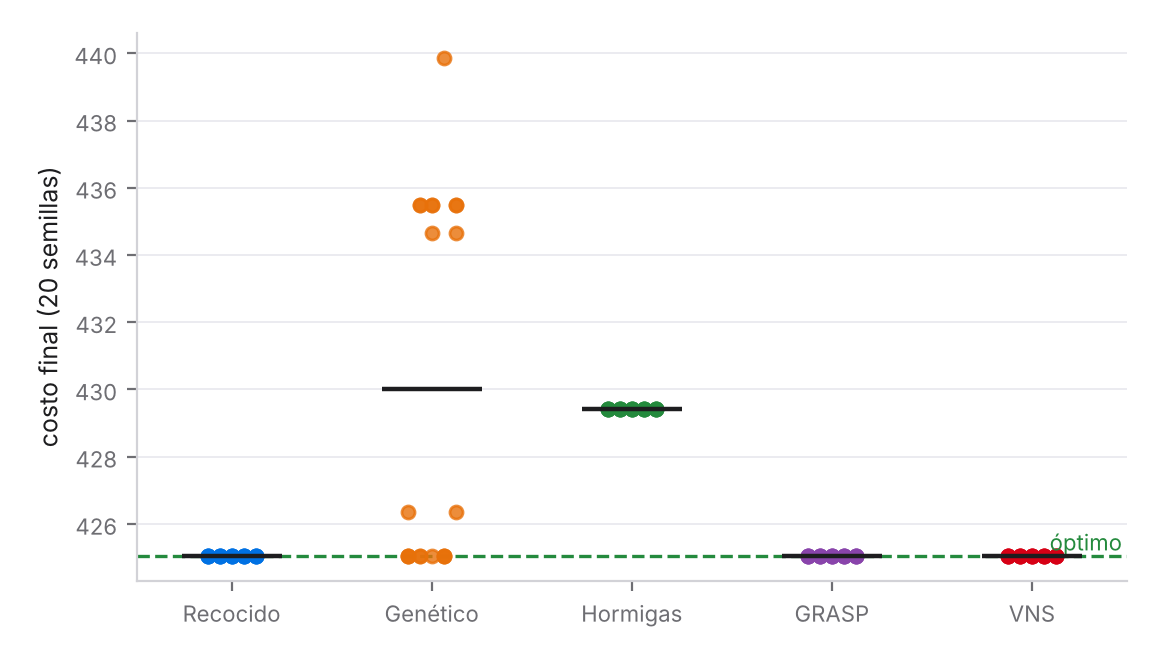 costo final (20 semillas)
440
438
436
434
432
430
428
426
óptimo
Recocido
Genético
Hormigas
GRASP
VNS